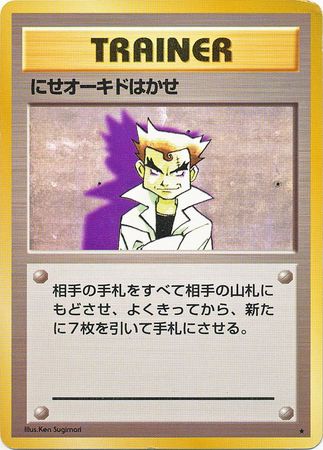 TRAINER
にせオーキドはかせ
相手の手札をすべて相手の山札に
もどさせ、よくきってから、新た
に7枚を引いて手札にさせる。
Illus.Ken Sugimori
★